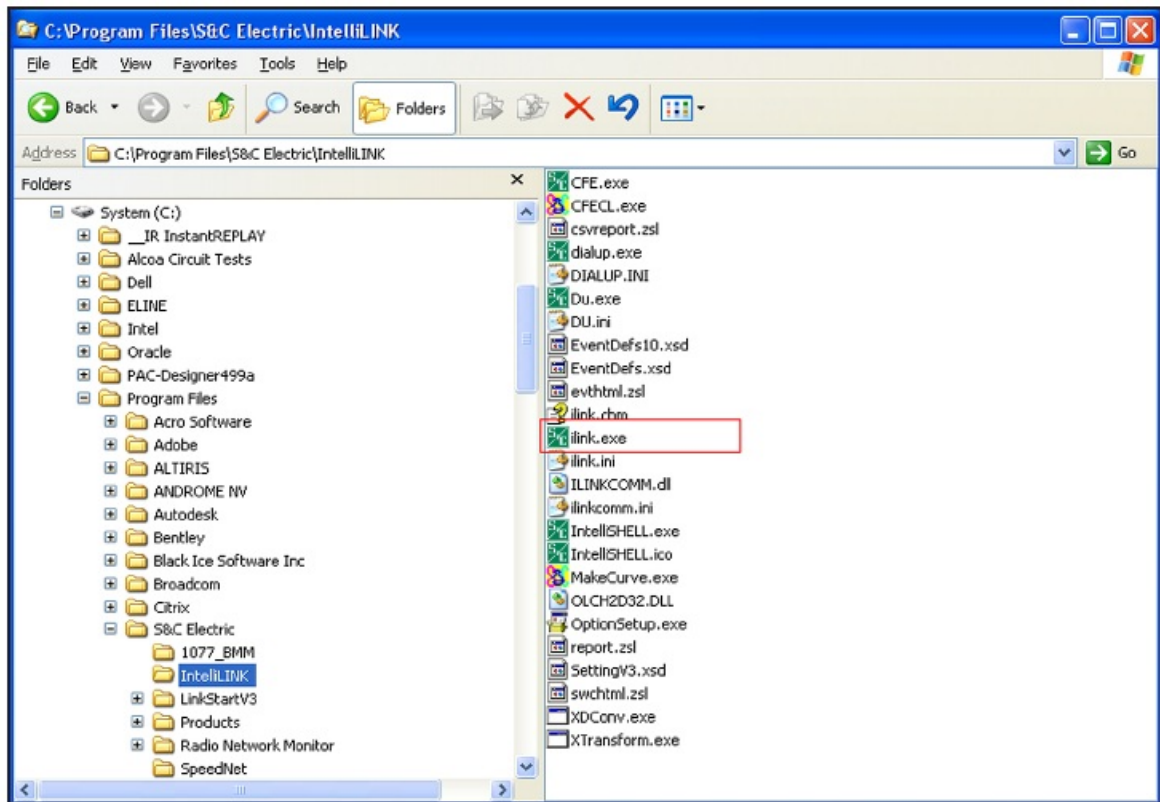 C:\Program Files\S&C Electric\IntelliLINK
File Edit View Favorites Tools Help
Back Search Folders
Address C:\Program Files\S&C Electric\IntelliLINK Go
Folders
System (C:)
__IR InstantREPLAY
Alcoa Circuit Tests
Dell
ELINE
Intel
Oracle
PAC-Designer499a
Program Files
Acro Software
Adobe
ALTIRIS
ANDROME NV
Autodesk
Bentley
Black Ice Software Inc
Broadcom
Citrix
S&C Electric
1077_BMM
IntelliLINK
LinkStartV3
Products
Radio Network Monitor
SpeedNet
CFE.exe
CFECL.exe
csvreport.zsl
dialup.exe
DIALUP.INI
Du.exe
DU.ini
EventDefs10.xsd
EventDefs.xsd
evthtml.zsl
ilink.chm
ilink.exe
ilink.ini
ILINKCOMM.dll
ilinkcomm.ini
IntelliSHELL.exe
IntelliSHELL.ico
MakeCurve.exe
OLCH2D32.DLL
OptionSetup.exe
report.zsl
SettingV3.xsd
swchtml.zsl
XDConv.exe
XTransform.exe